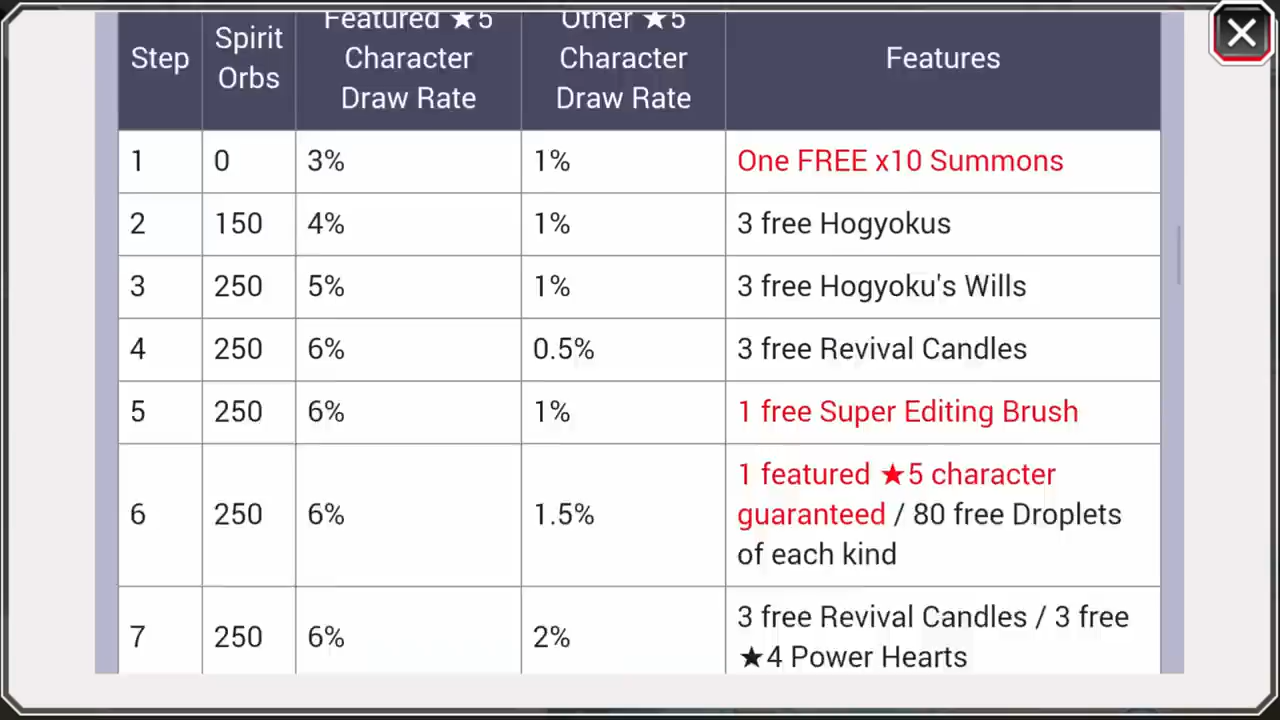 Step
Spirit
Orbs
Featured ★5
Character
Draw Rate
Other ★5
Character
Draw Rate
Features
1
0
3%
1%
One FREE x10 Summons
2
150
4%
1%
3 free Hogyokus
3
250
5%
1%
3 free Hogyoku's Wills
4
250
6%
0.5%
3 free Revival Candles
5
250
6%
1%
1 free Super Editing Brush
6
250
6%
1.5%
1 featured ★5 character
guaranteed / 80 free Droplets
of each kind
7
250
6%
2%
3 free Revival Candles / 3 free
★4 Power Hearts